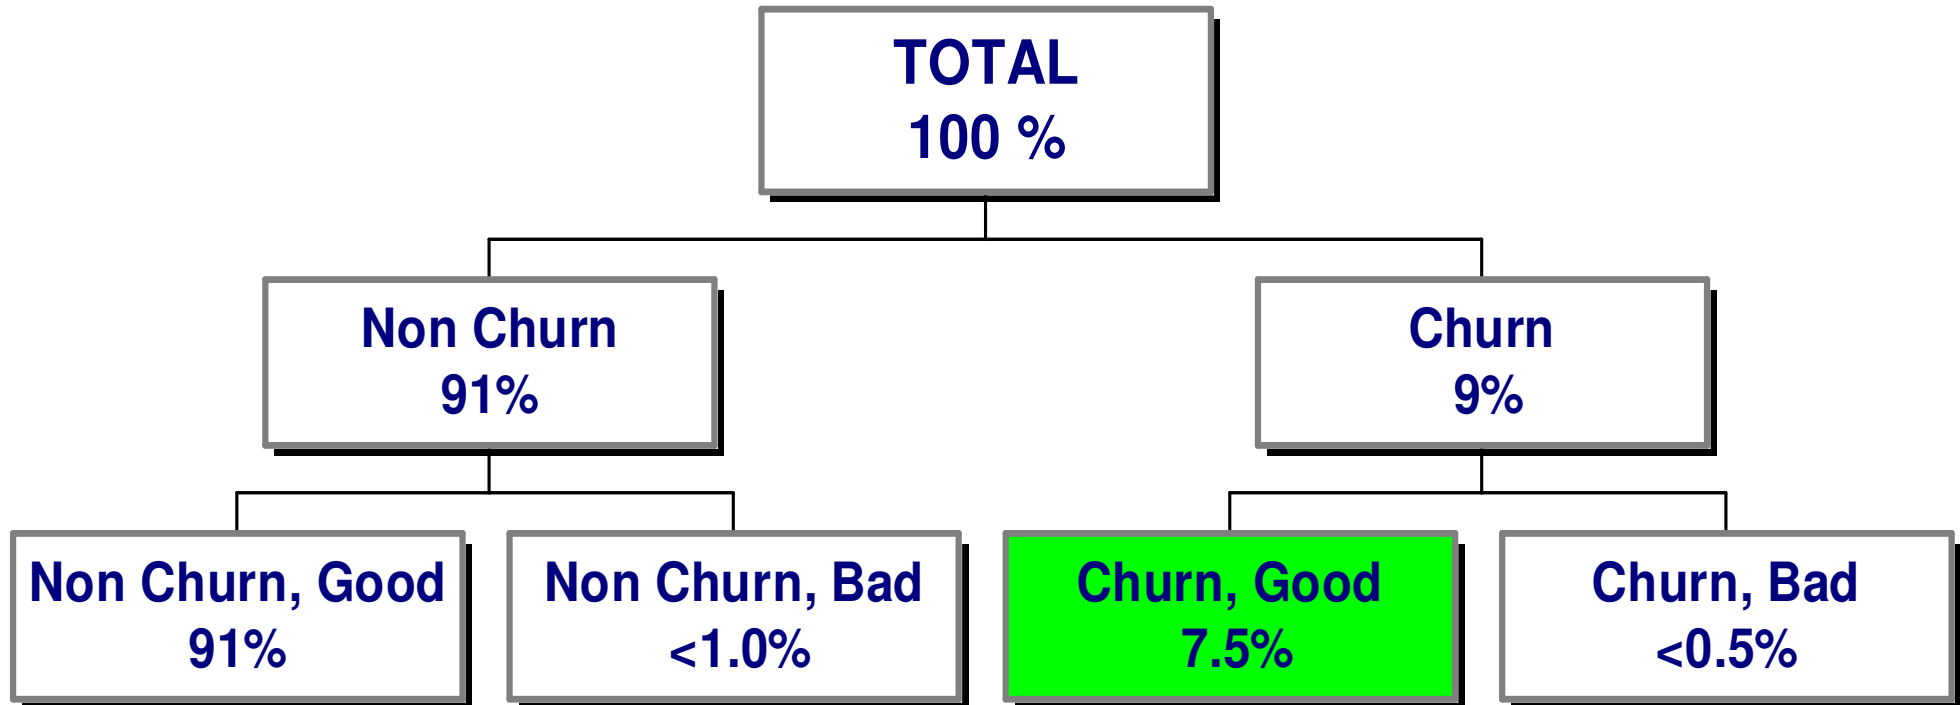 TOTAL
100 %
Non Churn
91%
Churn
9%
Non Churn, Good
91%
Non Churn, Bad
<1.0%
Churn, Good
7.5%
Churn, Bad
<0.5%